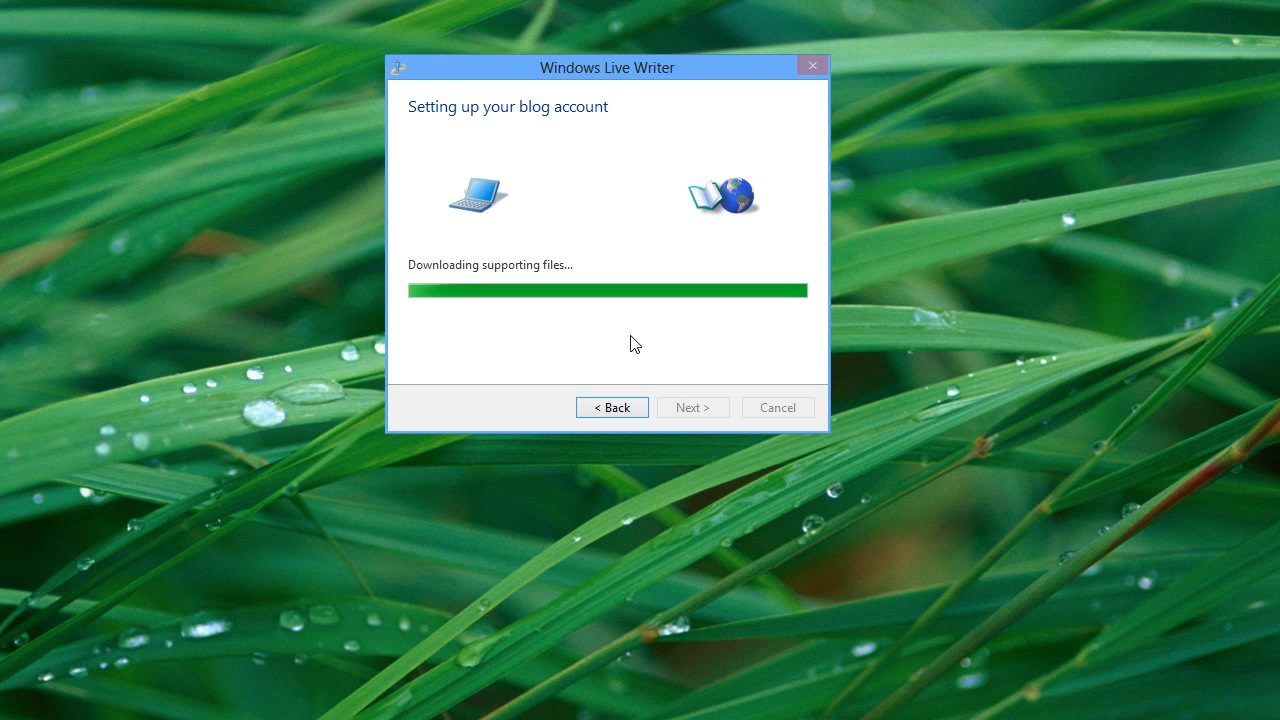 Windows Live Writer
Setting up your blog account
Downloading supporting files...
< Back Next > Cancel